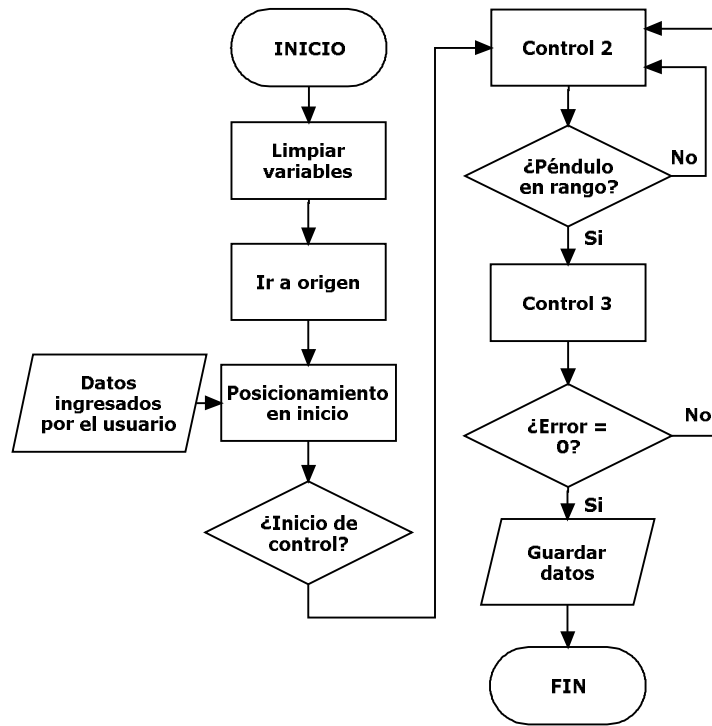 INICIO
Limpiar
variables
Ir a origen
Datos
ingresados
por el usuario
Posicionamiento
en inicio
¿Inicio de
control?
Control 2
¿Péndulo
en rango?
No
Si
Control 3
¿Error =
0?
No
Si
Guardar
datos
FIN